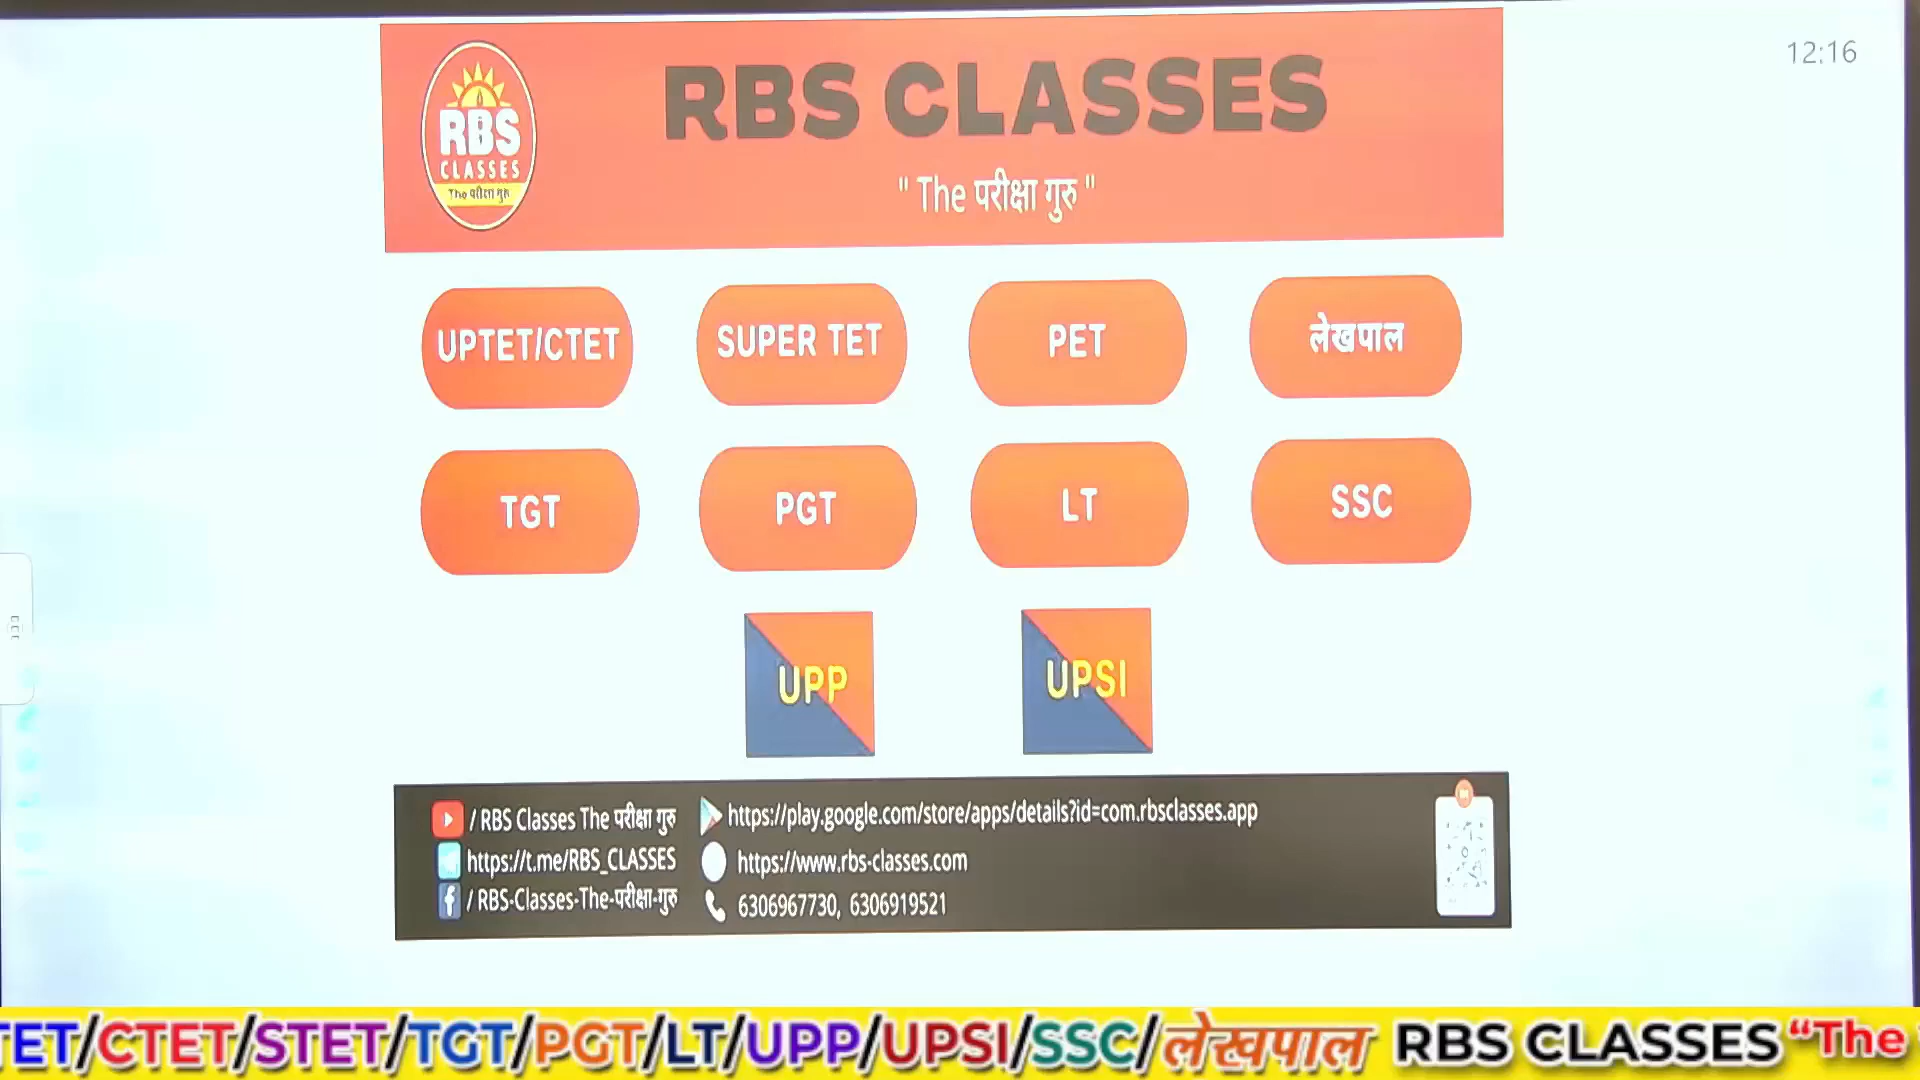 12:16
RBS
CLASSES
The परीक्षा गुरु
RBS CLASSES
" The परीक्षा गुरु "
UPTET/CTET
SUPER TET
PET
लेखपाल
TGT
PGT
LT
SSC
UPP
UPSI
/ RBS Classes The परीक्षा गुरु
https://t.me/RBS_CLASSES
/ RBS-Classes-The-परीक्षा-गुरु
https://play.google.com/store/apps/details?id=com.rbsclasses.app
https://www.rbs-classes.com
6306967730, 6306919521
TET/CTET/STET/TGT/PGT/LT/UPP/UPSI/SSC/लेखपाल RBS CLASSES “The